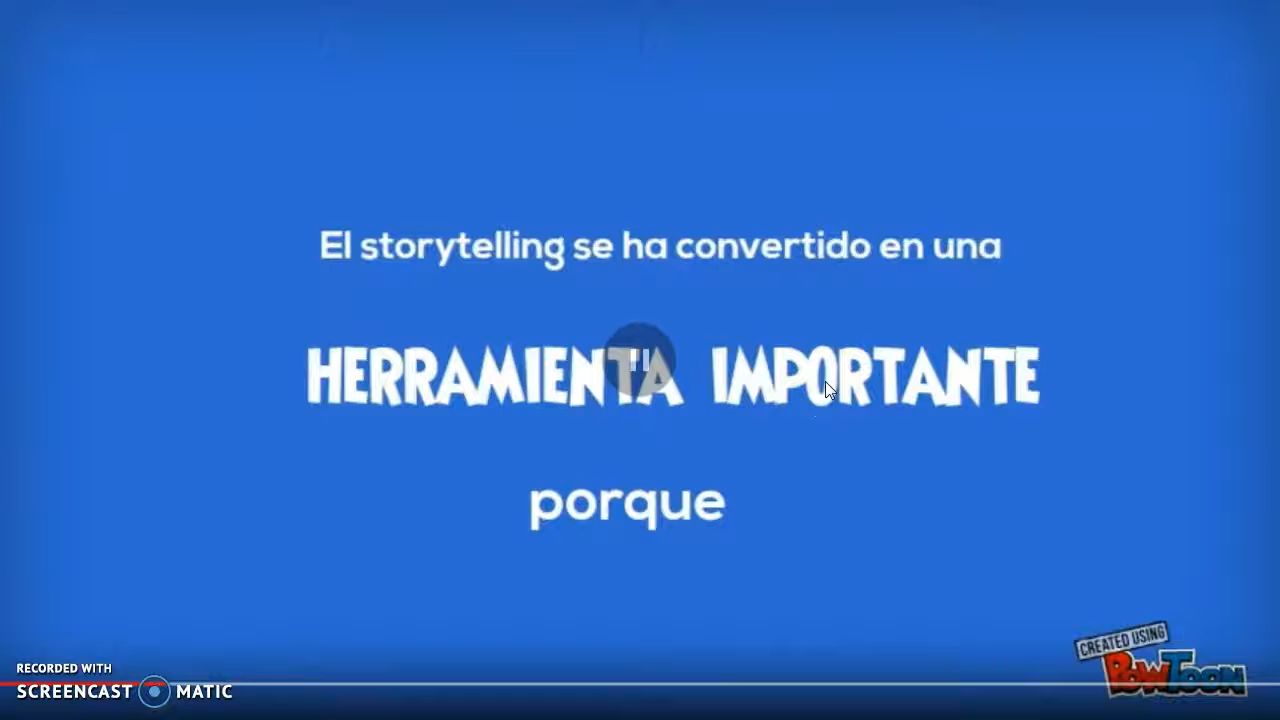 El storytelling se ha convertido en una
HERRAMIENTA IMPORTANTE
porque
CREATED USING
POWTOON
RECORDED WITH
SCREENCAST MATIC